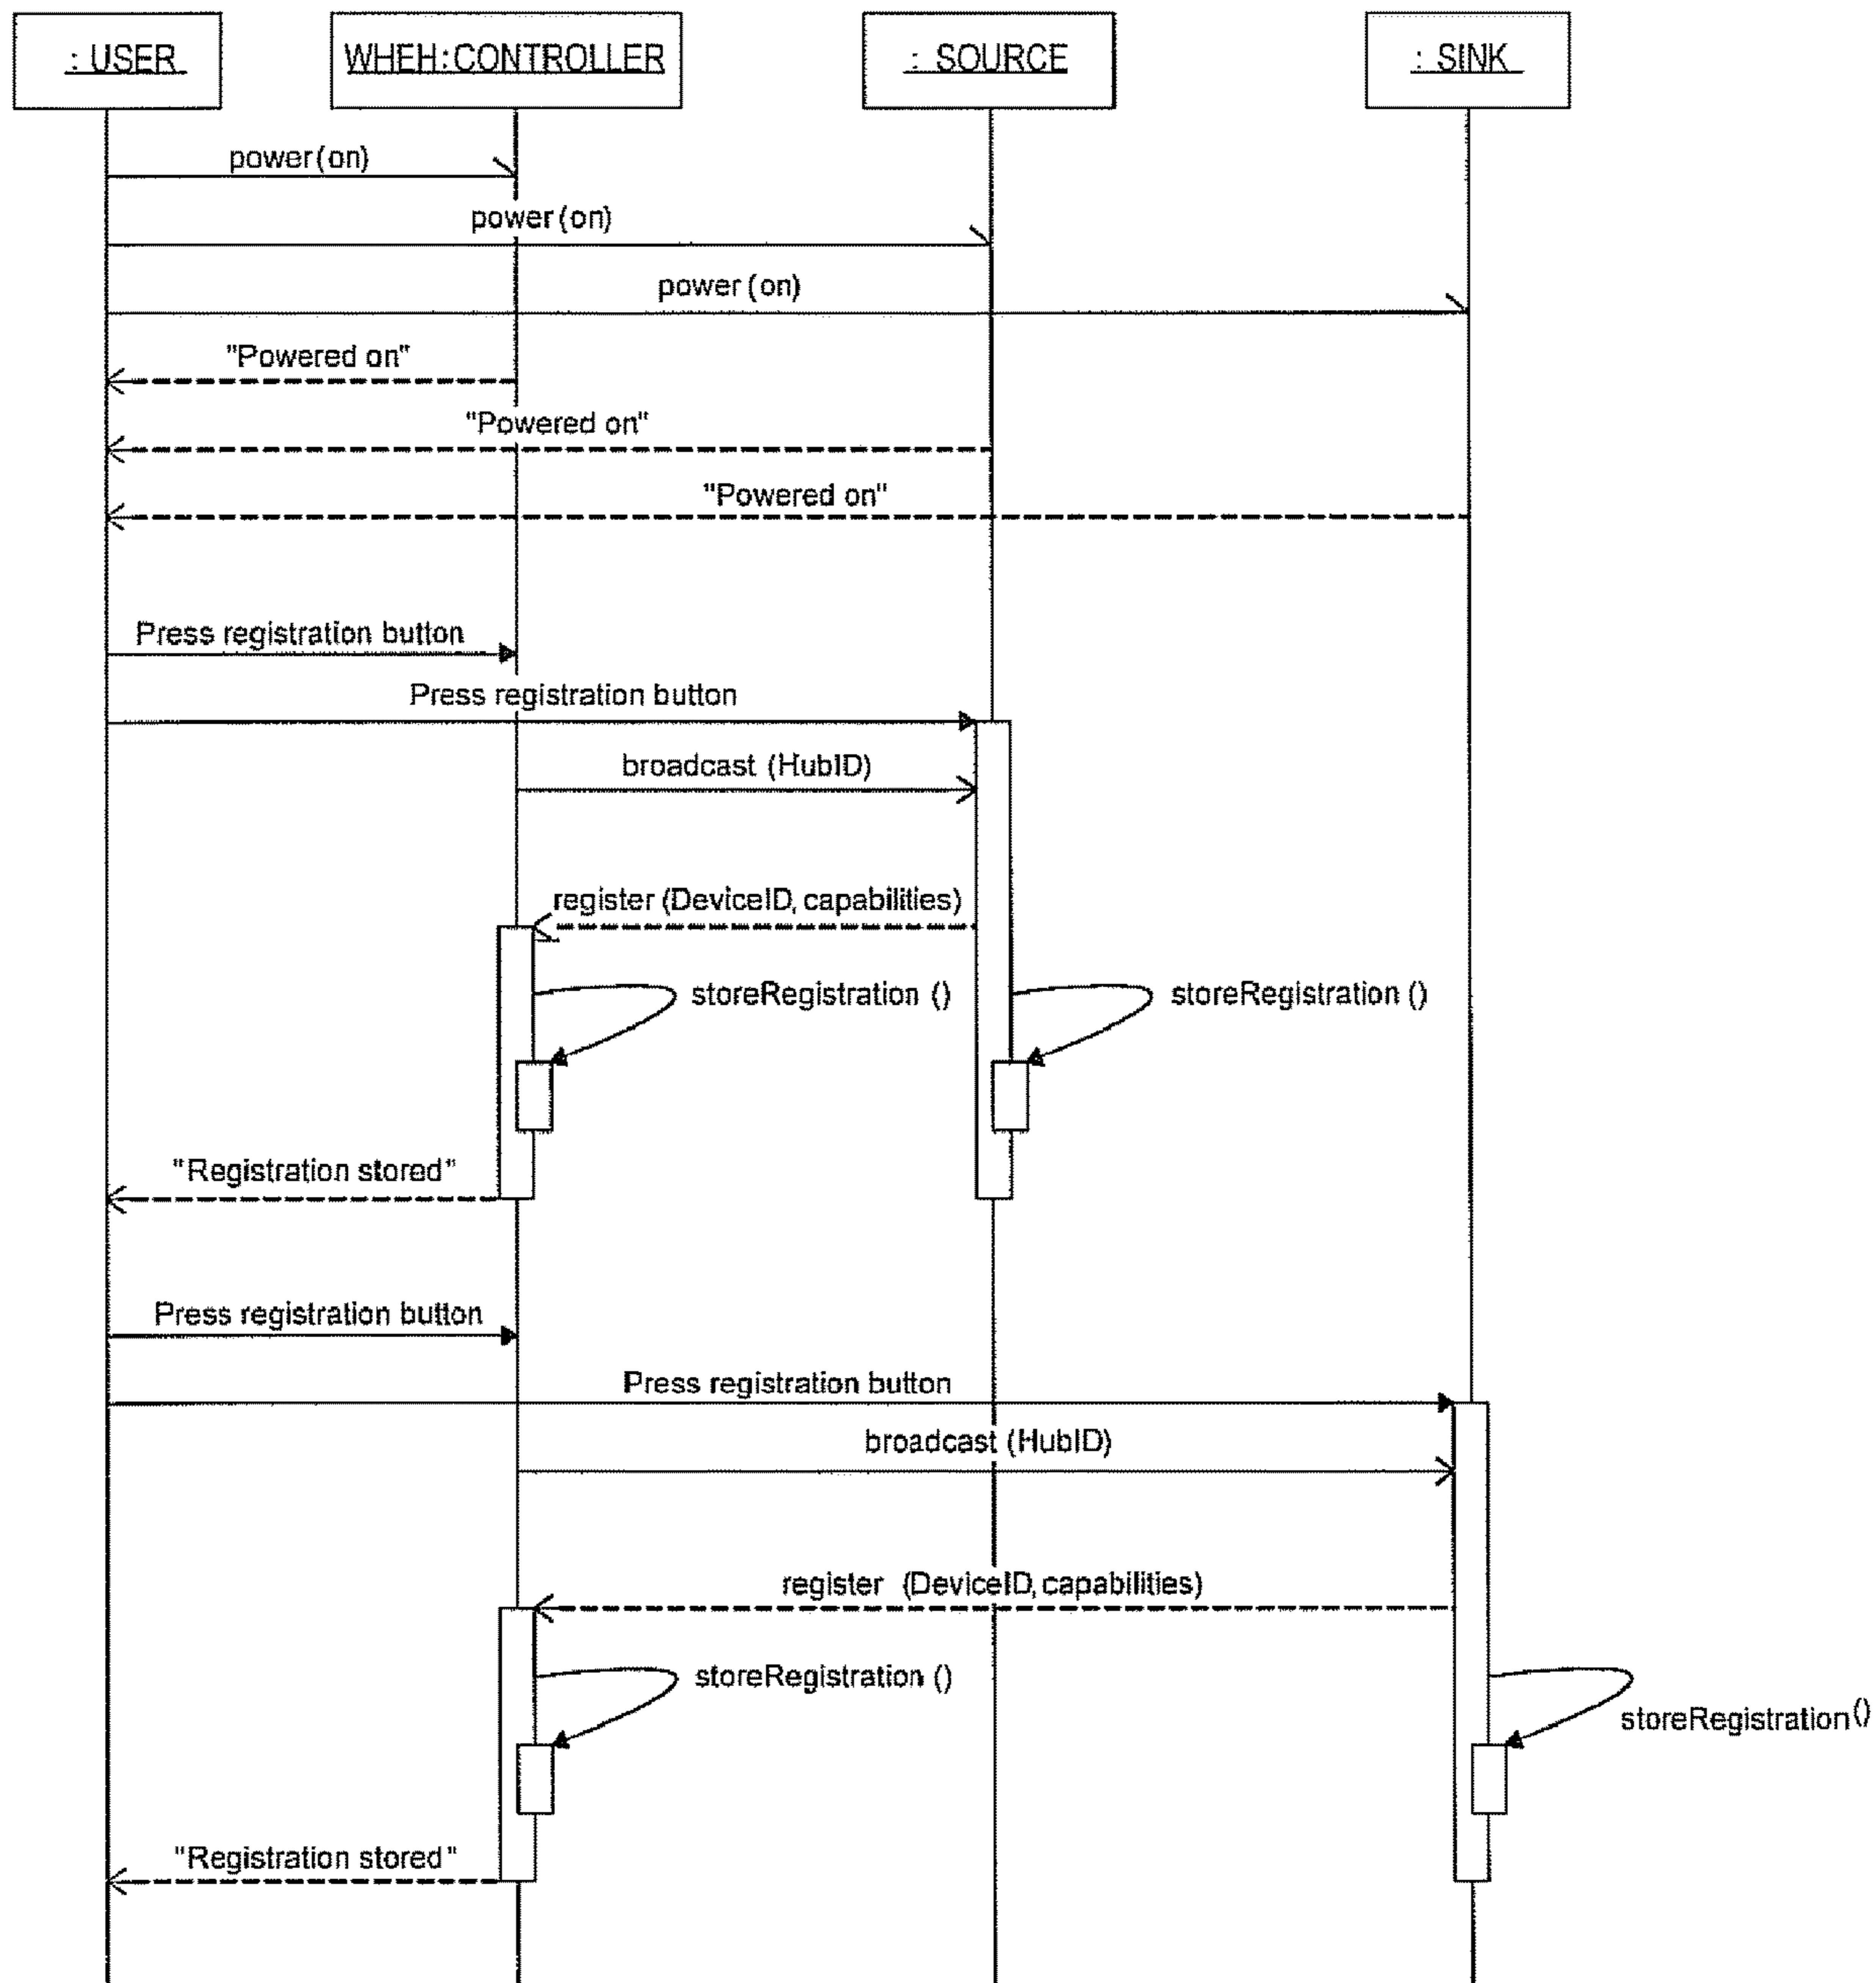 : USER
WHEH:CONTROLLER
: SOURCE
: SINK
power (on)
power (on)
power (on)
"Powered on"
"Powered on"
"Powered on"
Press registration button
Press registration button
broadcast (HubID)
register (DeviceID, capabilities)
storeRegistration ()
storeRegistration ()
"Registration stored"
Press registration button
Press registration button
broadcast (HubID)
register (DeviceID, capabilities)
storeRegistration ()
storeRegistration ()
"Registration stored"